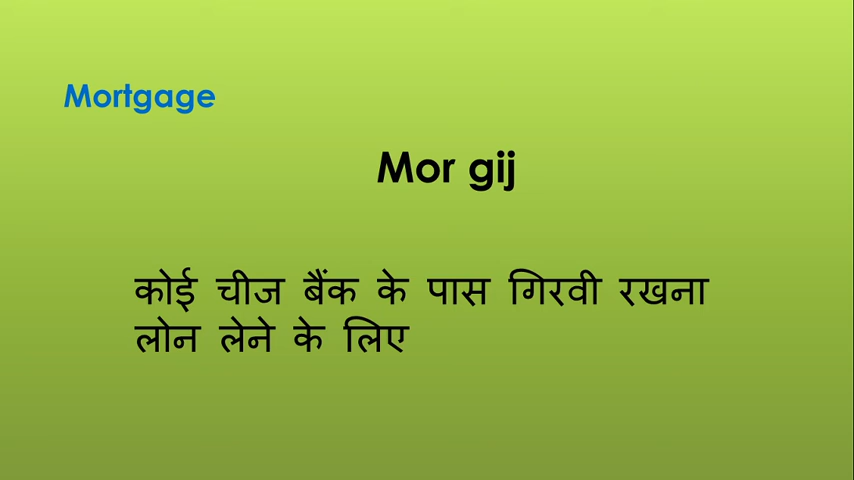 Mortgage
Mor gij
कोई चीज बैंक के पास गिरवी रखना
लोन लेने के लिए